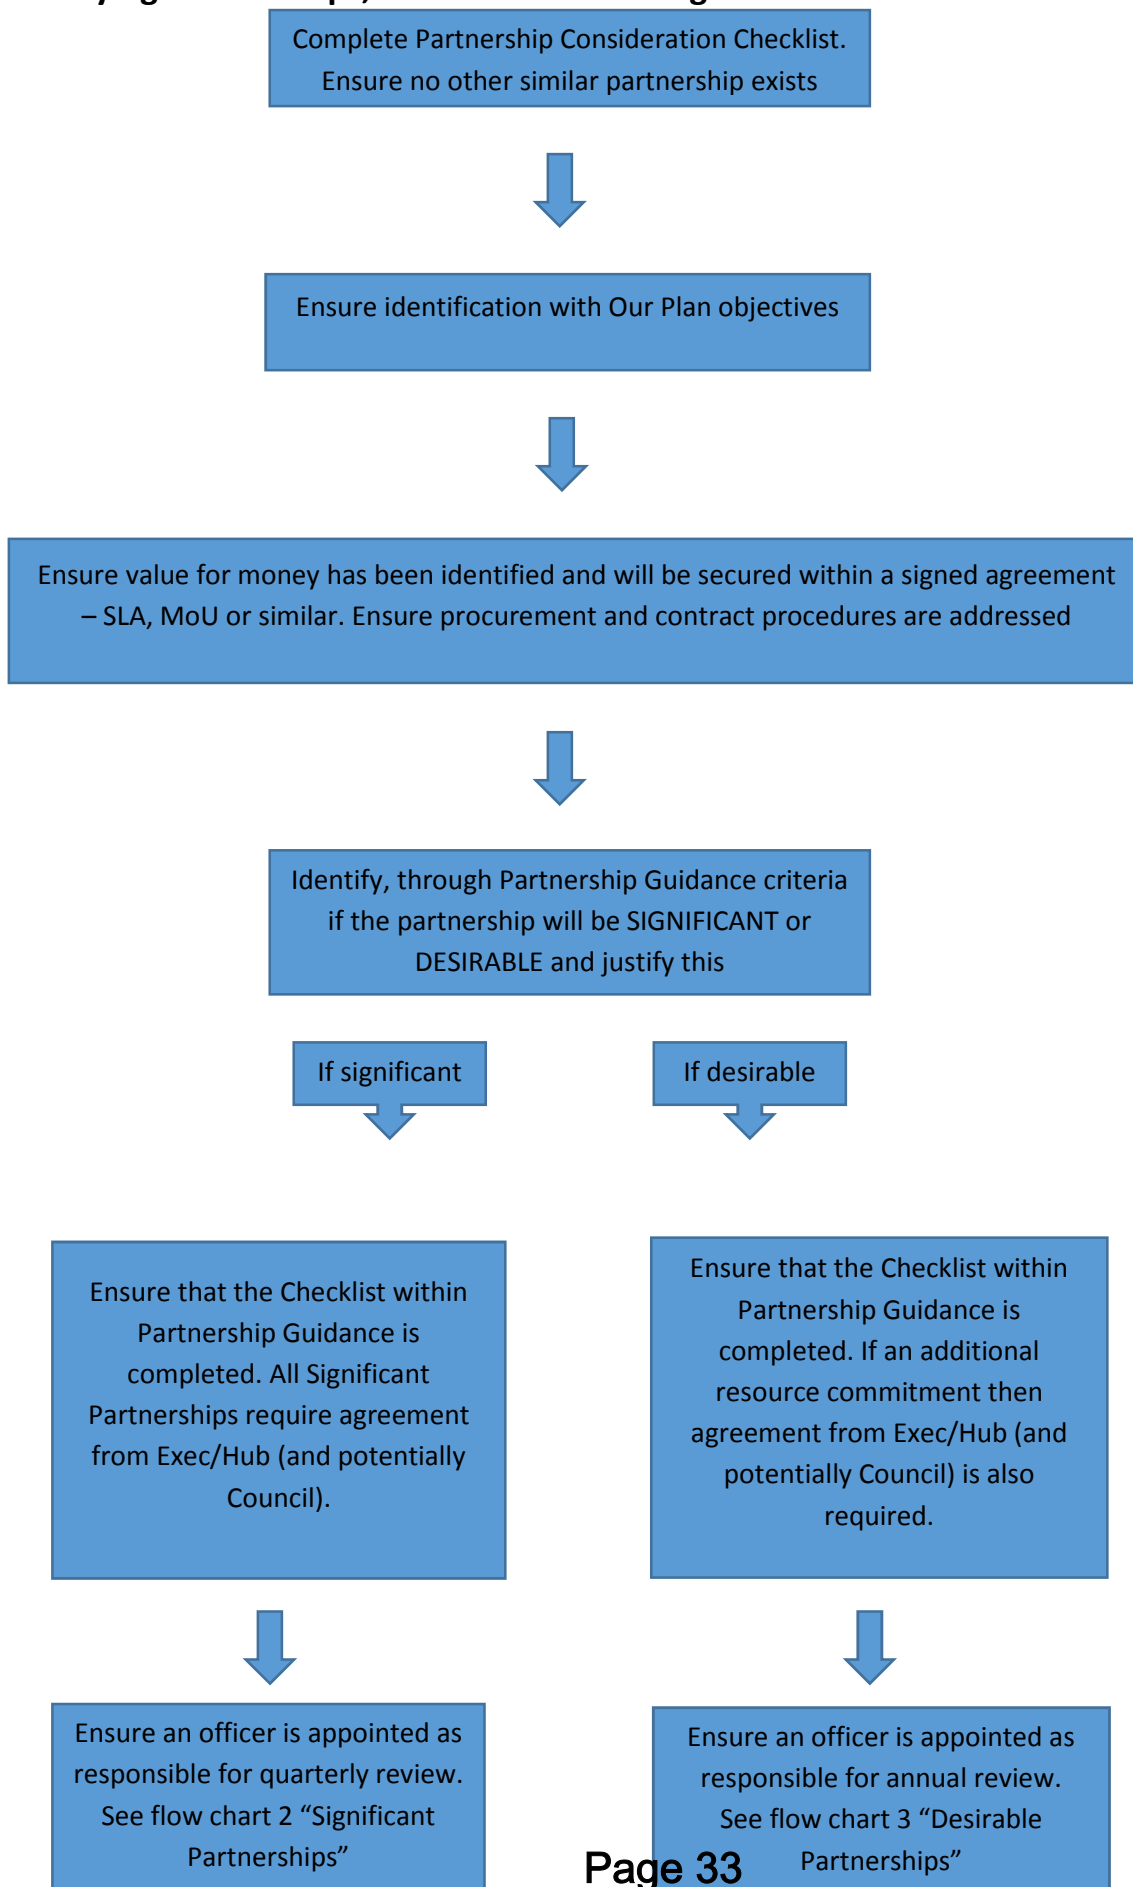 Complete Partnership Consideration Checklist.
Ensure no other similar partnership exists
Ensure identification with Our Plan objectives
Ensure value for money has been identified and will be secured within a signed agreement
– SLA, MoU or similar. Ensure procurement and contract procedures are addressed
Identify, through Partnership Guidance criteria
if the partnership will be SIGNIFICANT or
DESIRABLE and justify this
If significant
If desirable
Ensure that the Checklist within
Partnership Guidance is
completed. All Significant
Partnerships require agreement
from Exec/Hub (and potentially
Council).
Ensure that the Checklist within
Partnership Guidance is
completed. If an additional
resource commitment then
agreement from Exec/Hub (and
potentially Council) is also
required.
Ensure an officer is appointed as
responsible for quarterly review.
See flow chart 2 “Significant
Partnerships”
Ensure an officer is appointed as
responsible for annual review.
See flow chart 3 “Desirable
Partnerships”
Page 33